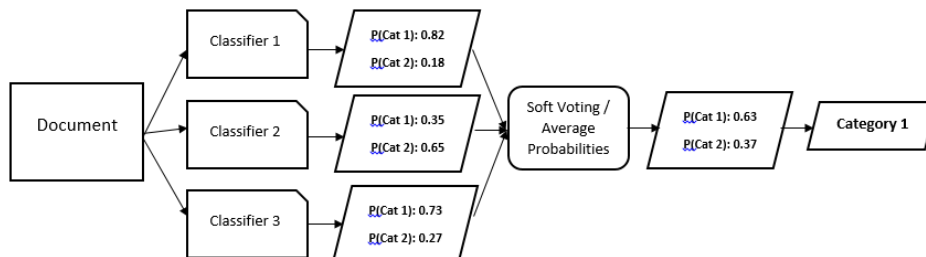 Document
Classifier 1
P(Cat 1): 0.82
P(Cat 2): 0.18
Classifier 2
P(Cat 1): 0.35
P(Cat 2): 0.65
Classifier 3
P(Cat 1): 0.73
P(Cat 2): 0.27
Soft Voting /
Average
Probabilities
P(Cat 1): 0.63
P(Cat 2): 0.37
Category 1